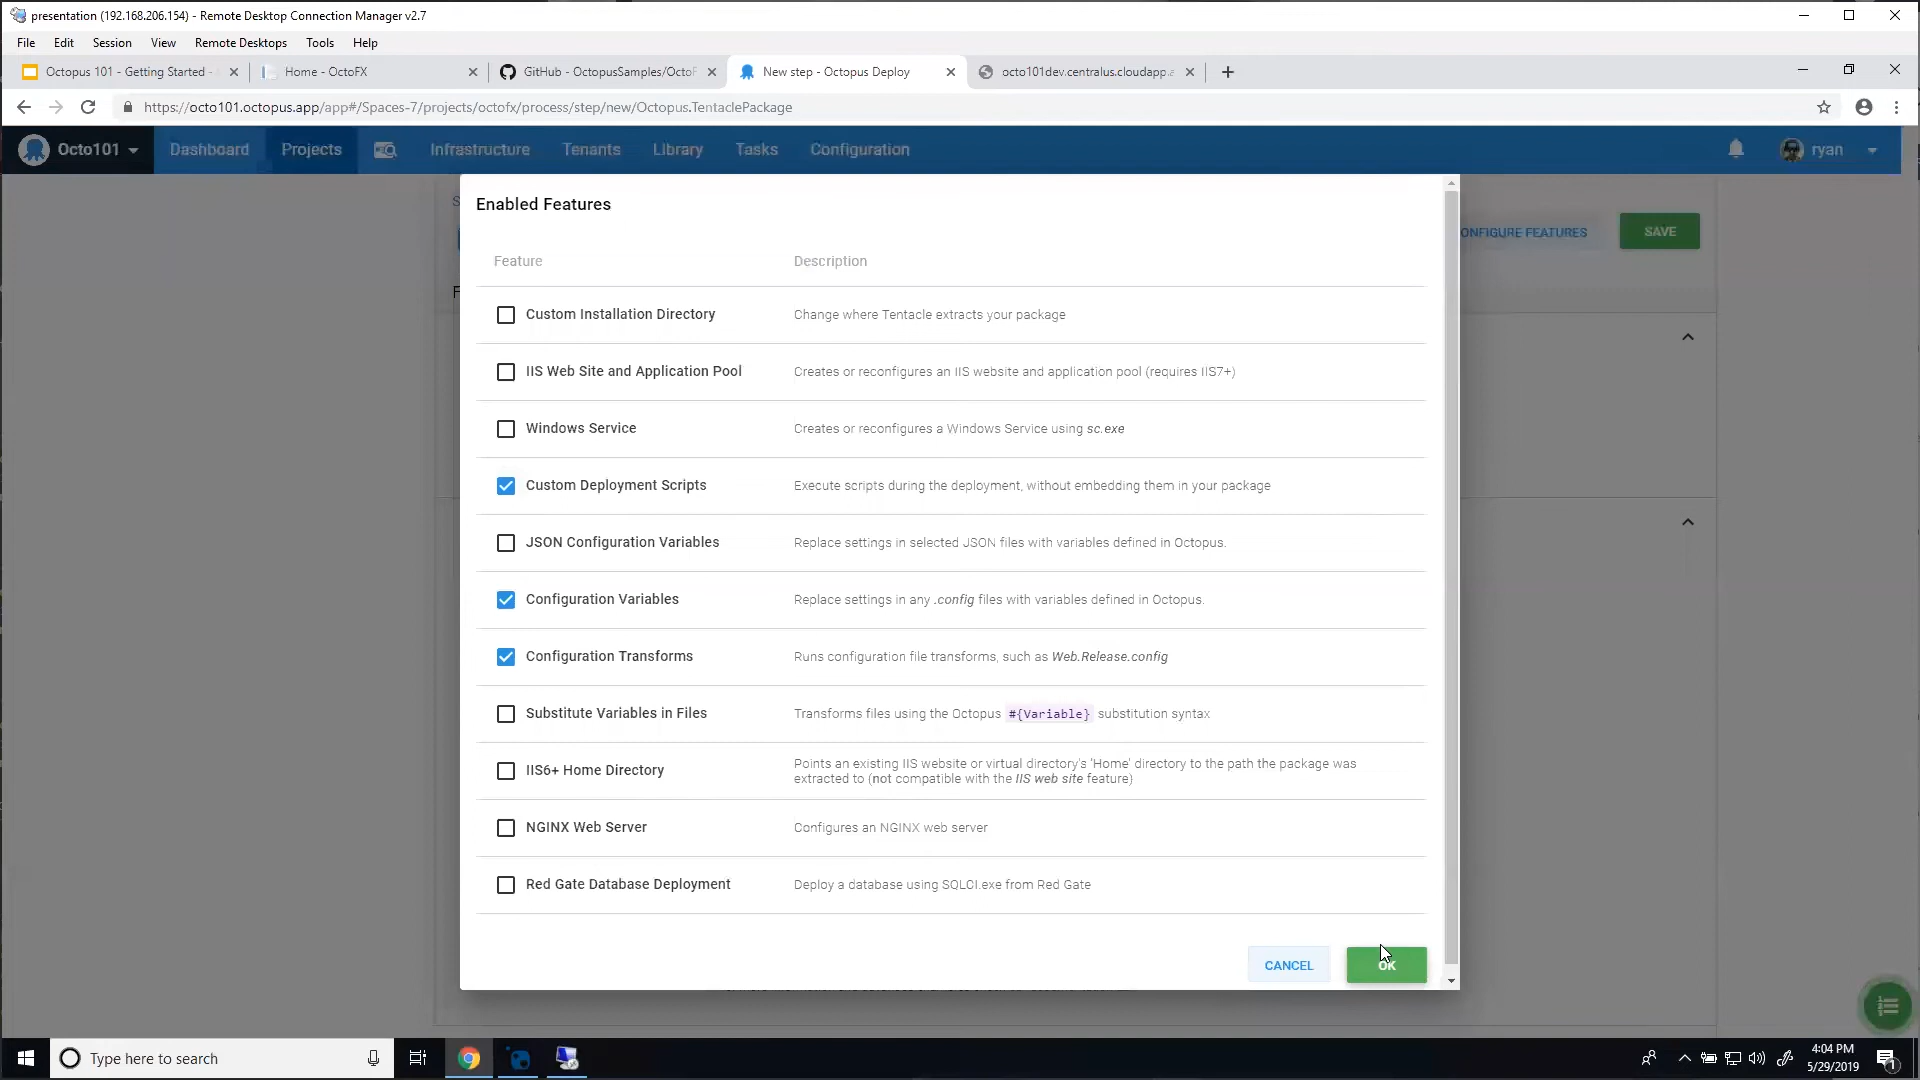 presentation (192.168.206.154) - Remote Desktop Connection Manager v2.7
File Edit Session View Remote Desktops Tools Help
Octopus 101 - Getting Started -
Home - OctoFX
GitHub - OctopusSamples/OctoF
New step - Octopus Deploy
octo101dev.centralus.cloudapp.a
https://octo101.octopus.app/app#/Spaces-7/projects/octofx/process/step/new/Octopus.TentaclePackage
Octo101 Dashboard Projects Infrastructure Tenants Library Tasks Configuration ryan
Enabled Features
ONFIGURE FEATURES SAVE
Feature Description
Custom Installation Directory Change where Tentacle extracts your package
IIS Web Site and Application Pool Creates or reconfigures an IIS website and application pool (requires IIS7+)
Windows Service Creates or reconfigures a Windows Service using sc.exe
Custom Deployment Scripts Execute scripts during the deployment, without embedding them in your package
JSON Configuration Variables Replace settings in selected JSON files with variables defined in Octopus.
Configuration Variables Replace settings in any .config files with variables defined in Octopus.
Configuration Transforms Runs configuration file transforms, such as Web.Release.config
Substitute Variables in Files Transforms files using the Octopus #{Variable} substitution syntax
IIS6+ Home Directory Points an existing IIS website or virtual directory's 'Home' directory to the path the package was
extracted to (not compatible with the IIS web site feature)
NGINX Web Server Configures an NGINX web server
Red Gate Database Deployment Deploy a database using SQLCI.exe from Red Gate
CANCEL OK
Type here to search
4:04 PM
5/29/2019
1